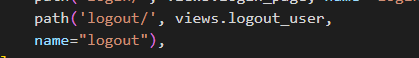 path('logout/', views.logout_user,
name="logout"),